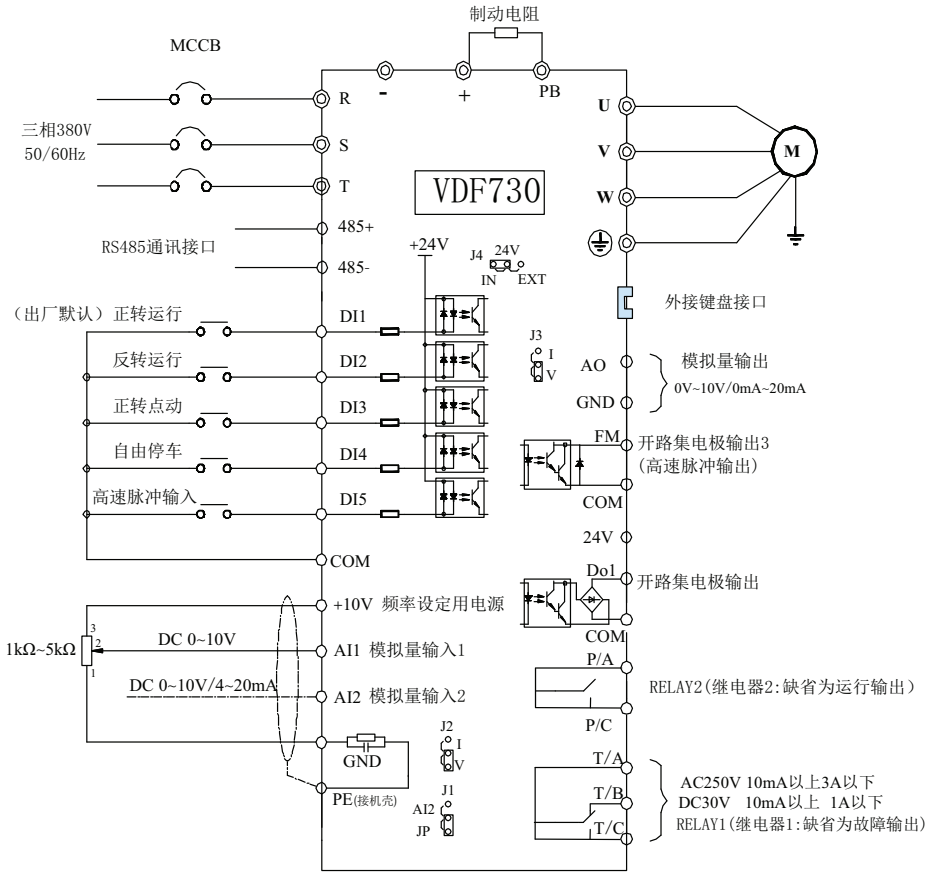 制动电阻
MCCB
-
+
PB
R
U
三相380V
50/60Hz
S
V
M
T
W
VDF730
485+
RS485通讯接口
+24V
J4
24V
485-
IN
EXT
外接键盘接口
（出厂默认）正转运行
DI1
J3
反转运行
DI2
I
V
AO
模拟量输出
0V~10V/0mA~20mA
正转点动
DI3
GND
自由停车
DI4
FM
开路集电极输出3
(高速脉冲输出)
高速脉冲输入
DI5
COM
24V
COM
Do1
开路集电极输出
+10V 频率设定用电源
COM
3
1kΩ~5kΩ
2
1
DC 0~10V
AI1 模拟量输入1
P/A
DC 0~10V/4~20mA
AI2 模拟量输入2
RELAY2(继电器2:缺省为运行输出）
P/C
J2
I
V
GND
T/A
PE(接机壳)
J1
AI2
JP
T/B
T/C
AC250V 10mA以上3A以下
DC30V 10mA以上 1A以下
RELAY1(继电器1:缺省为故障输出)